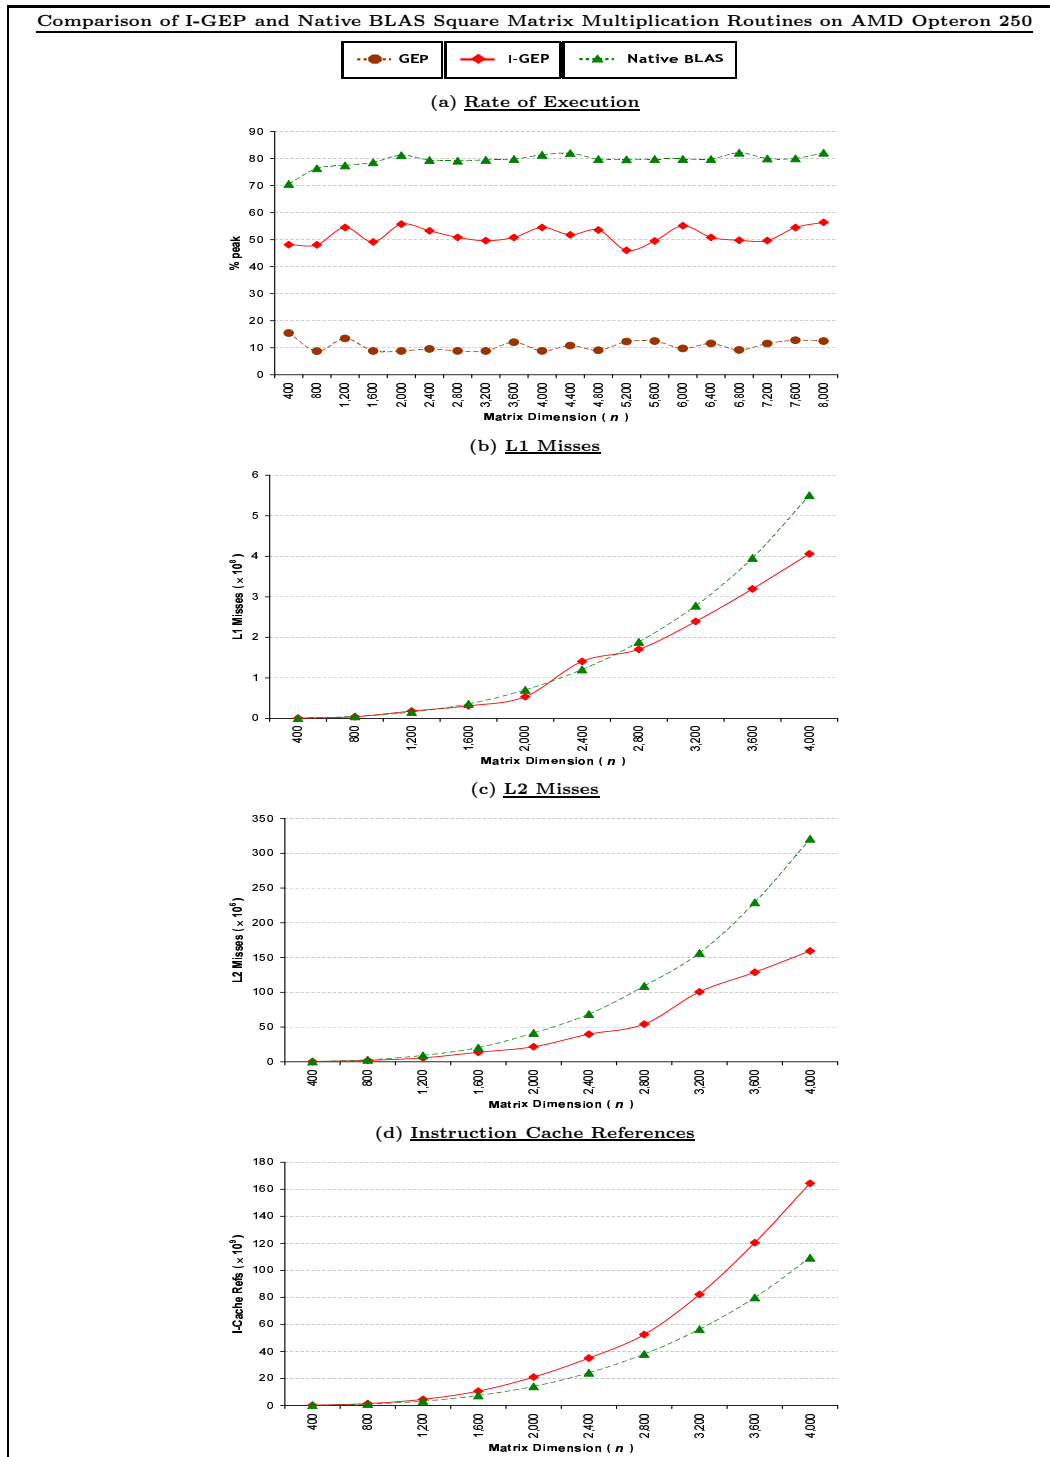 Comparison of I-GEP and Native BLAS Square Matrix Multiplication Routines on AMD Opteron 250
GEP I-GEP Native BLAS
(a) Rate of Execution
90
80
70
60
50
40
30
20
10
0
% peak
400 800 1,200 1,600 2,000 2,400 2,800 3,200 3,600 4,000 4,400 4,800 5,200 5,600 6,000 6,400 6,800 7,200 7,600 8,000
Matrix Dimension ( n )
(b) L1 Misses
6
5
4
3
2
1
0
L1 Misses ( × 10⁸)
400 800 1,200 1,600 2,000 2,400 2,800 3,200 3,600 4,000
Matrix Dimension ( n )
(c) L2 Misses
350
300
250
200
150
100
50
0
L2 Misses ( × 10⁶)
400 800 1,200 1,600 2,000 2,400 2,800 3,200 3,600 4,000
Matrix Dimension ( n )
(d) Instruction Cache References
180
160
140
120
100
80
60
40
20
0
I-Cache Refs ( × 10⁹)
400 800 1,200 1,600 2,000 2,400 2,800 3,200 3,600 4,000
Matrix Dimension ( n )